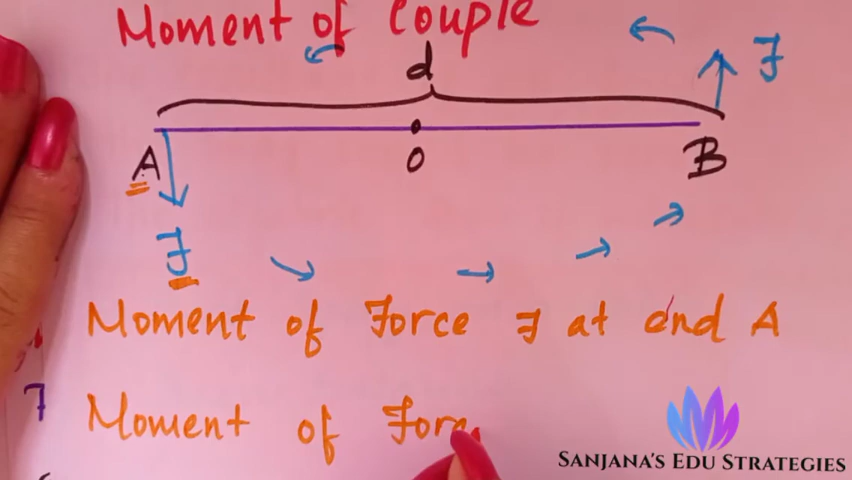 Moment of Couple
d
F
A
O
B
F
Moment of Force F at end A
Moment of Forc
SANJANA'S EDU STRATEGIES